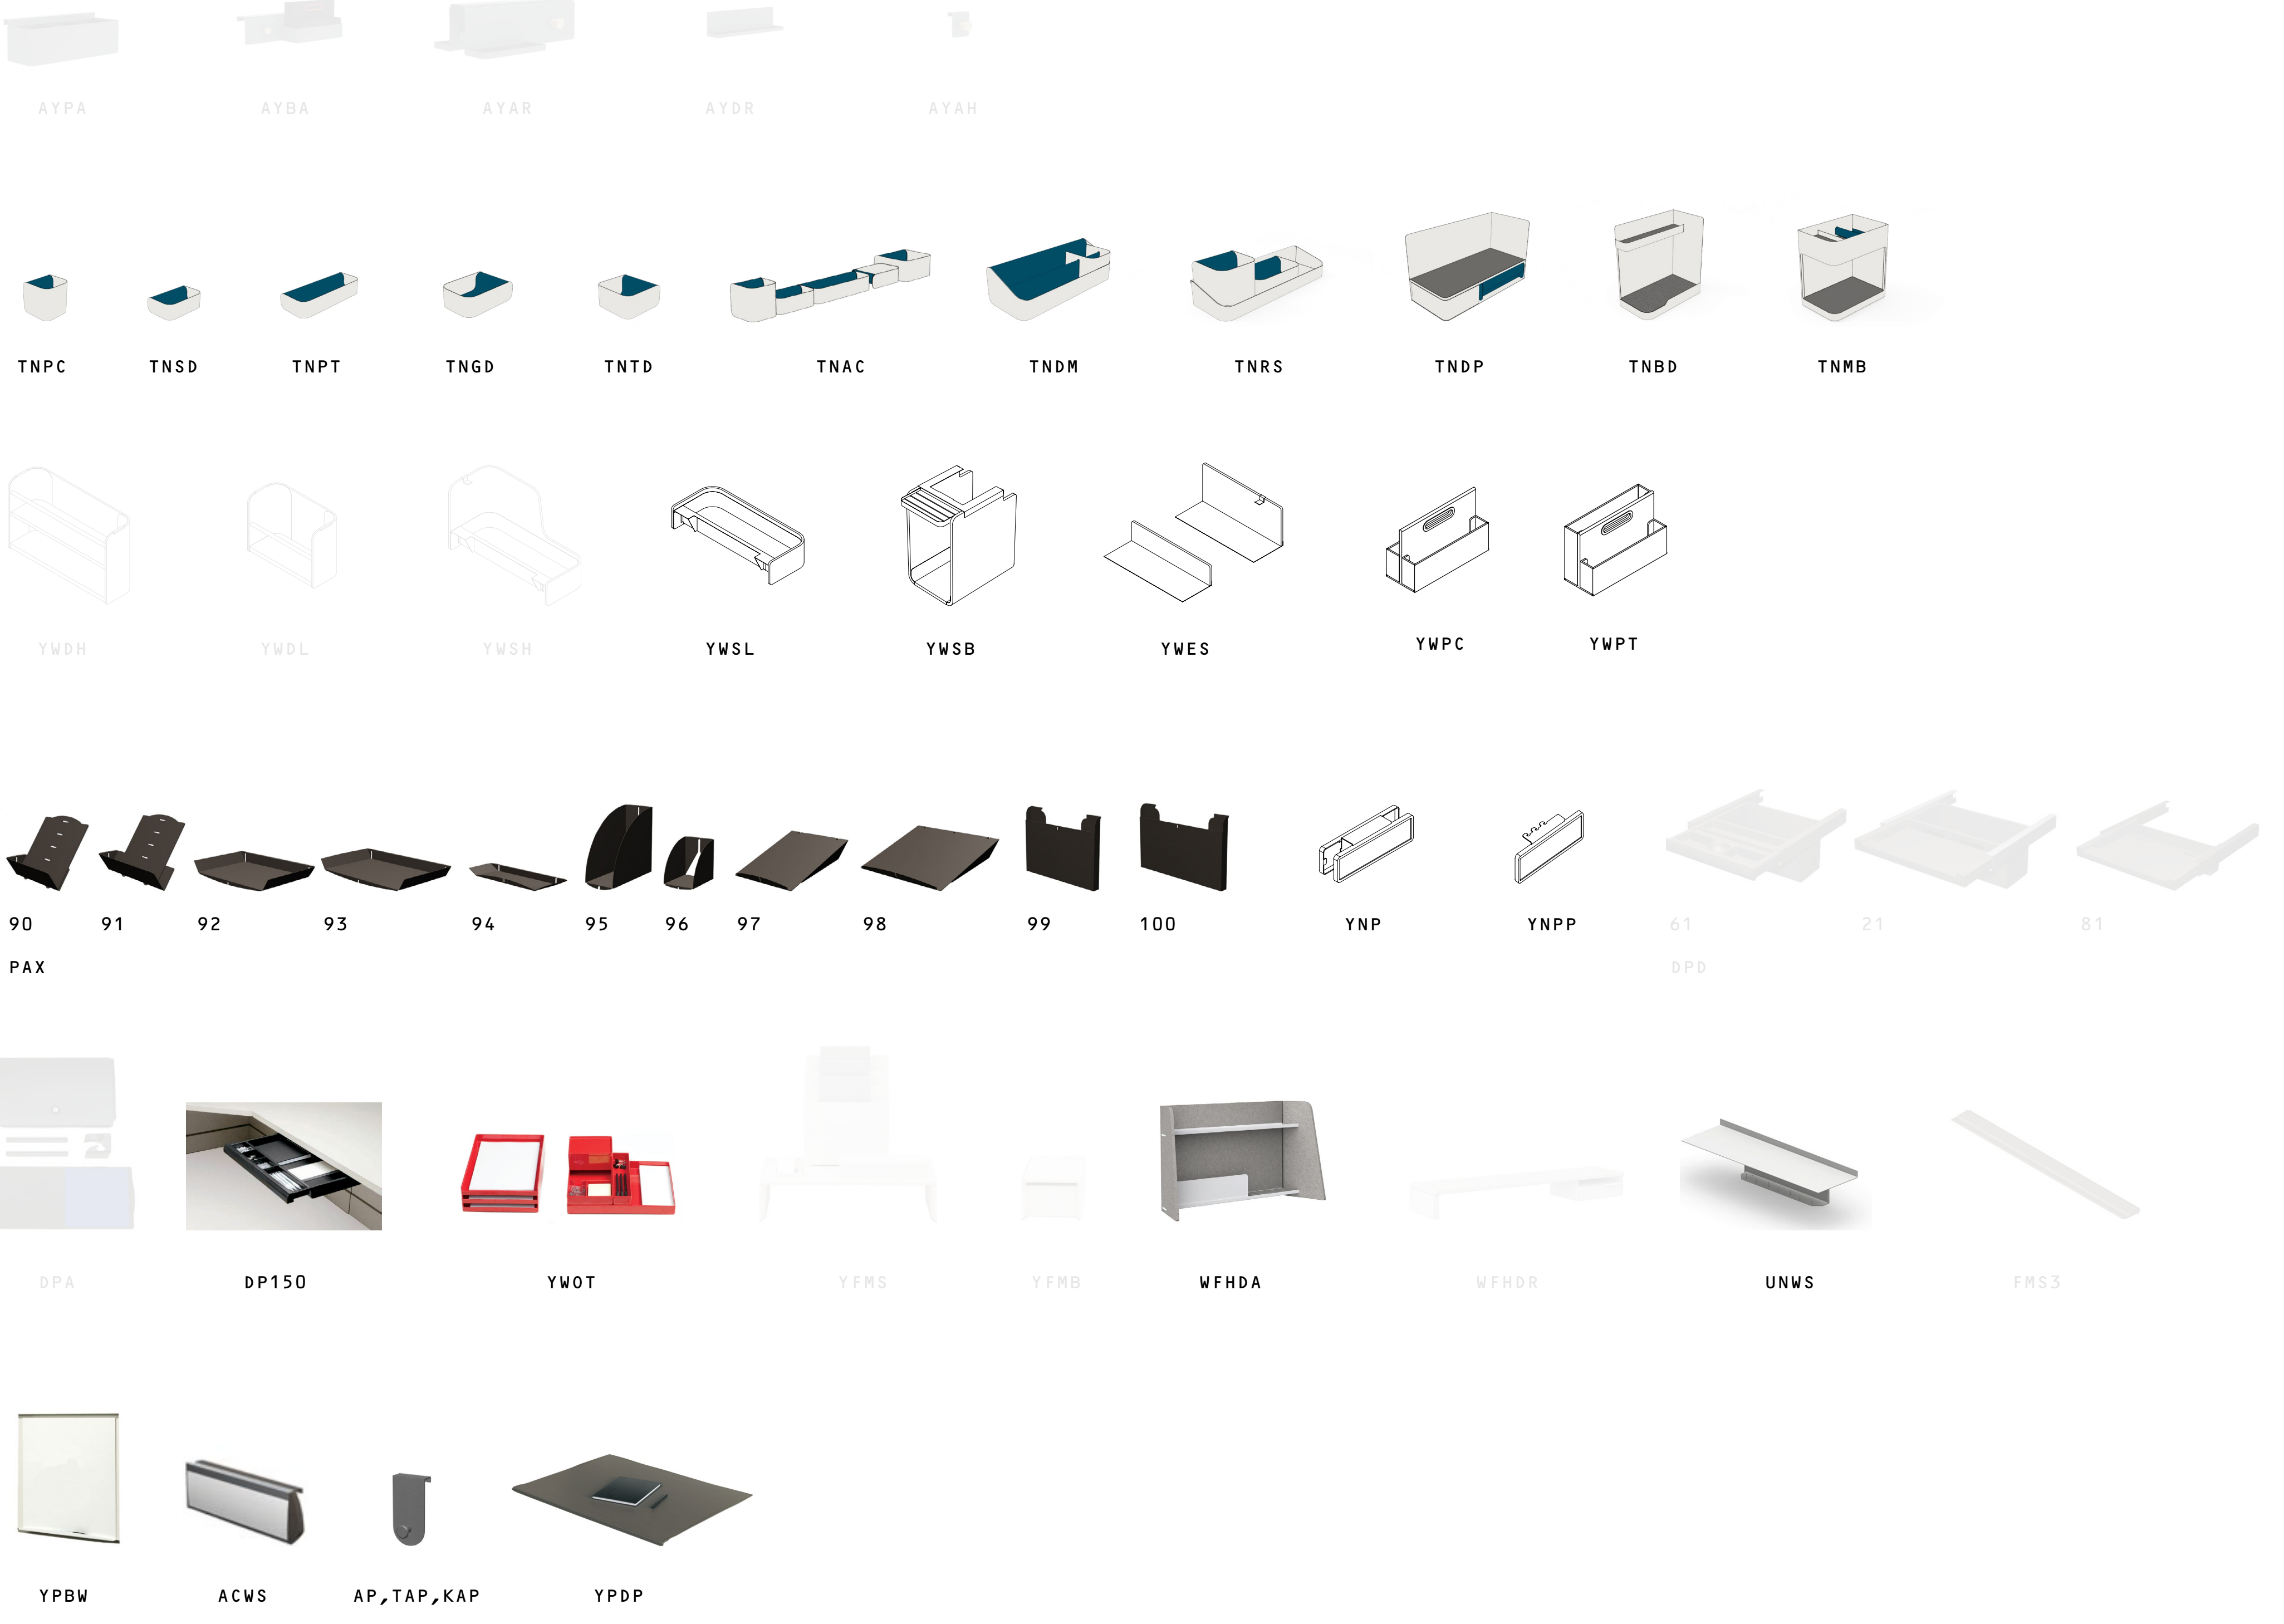 AYPA AYBA AYAR AYDR AYAH
TNPC TNSD TNPT TNGD TNTD TNAC TNDM TNRS TNDP TNBD TNMB
YWDH YWDL YWSH YWSL YWSB YWES YWPC YWPT
90 91 92 93 94 95 96 97 98 99 100 YNP YNPP 61 21 81
PAX DPD
DPA DP150 YWOT YFMS YFMB WFHDA WFHDR UNWS FMS3
YPBW ACWS AP,TAP,KAP YPDP